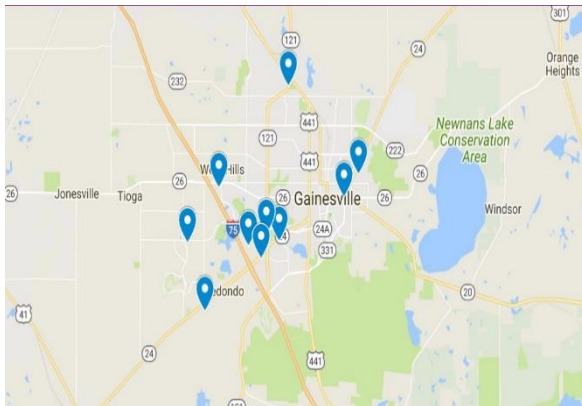 301
121
24
Orange
Heights
232
441
Newnans Lake
Conservation
Area
121
222
441
26
Jonesville
Tioga
26
26
Gainesville
26
26
Windsor
75
24A
331
20
41
24
441